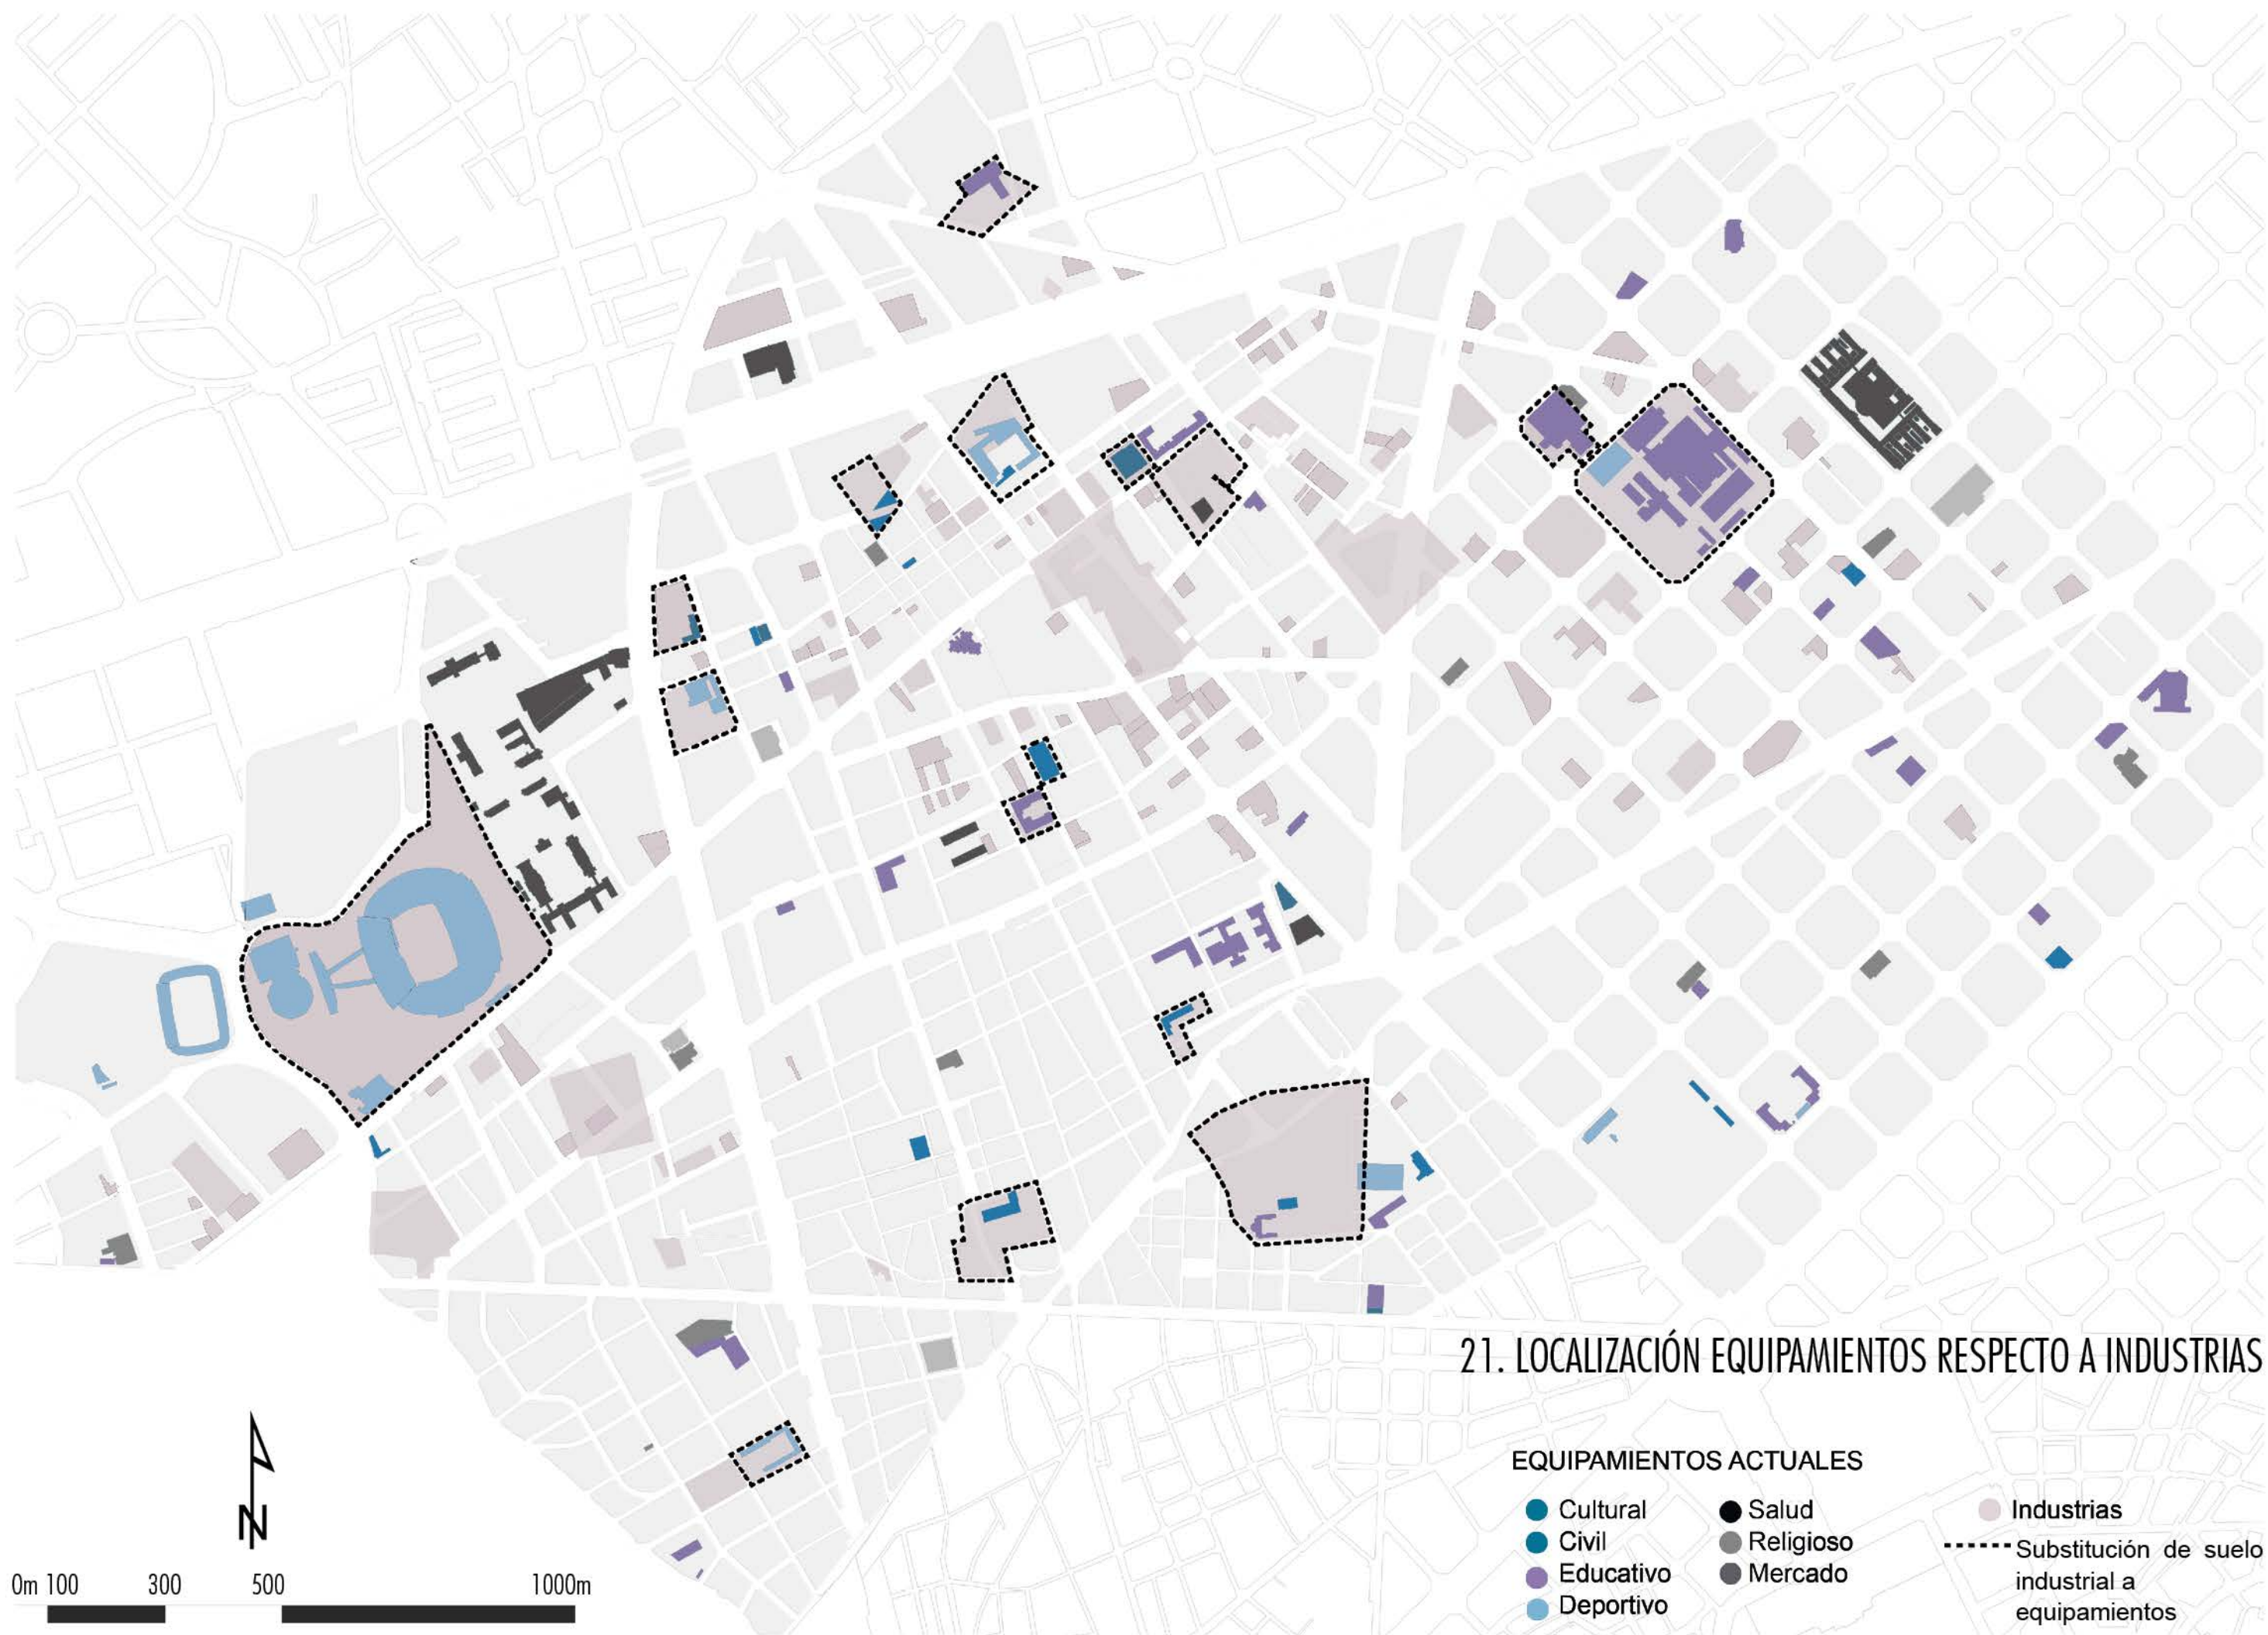 21. LOCALIZACIÓN EQUIPAMIENTOS RESPECTO A INDUSTRIAS
EQUIPAMIENTOS ACTUALES
Cultural
Civil
Educativo
Deportivo
Salud
Religioso
Mercado
Industrias
Substitución de suelo
industrial a
equipamientos
N
0m 100 300 500 1000m